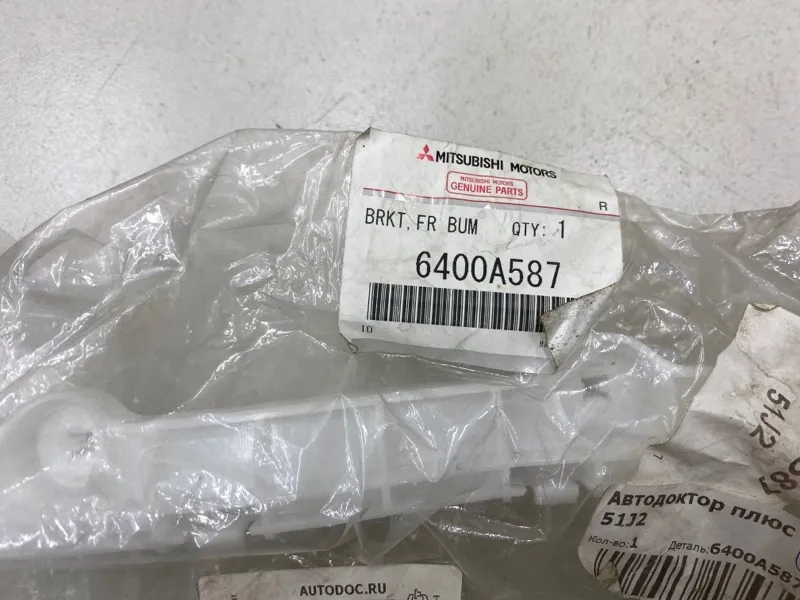 MITSUBISHI MOTORS
MITSUBISHI MOTORS
GENUINE PARTS
R
BRKT, FR BUM QTY: 1
6400A587
ID
51J2
Автодоктор плюс
51J2
Кол-во:1 Деталь:6400A587
AUTODOC.RU